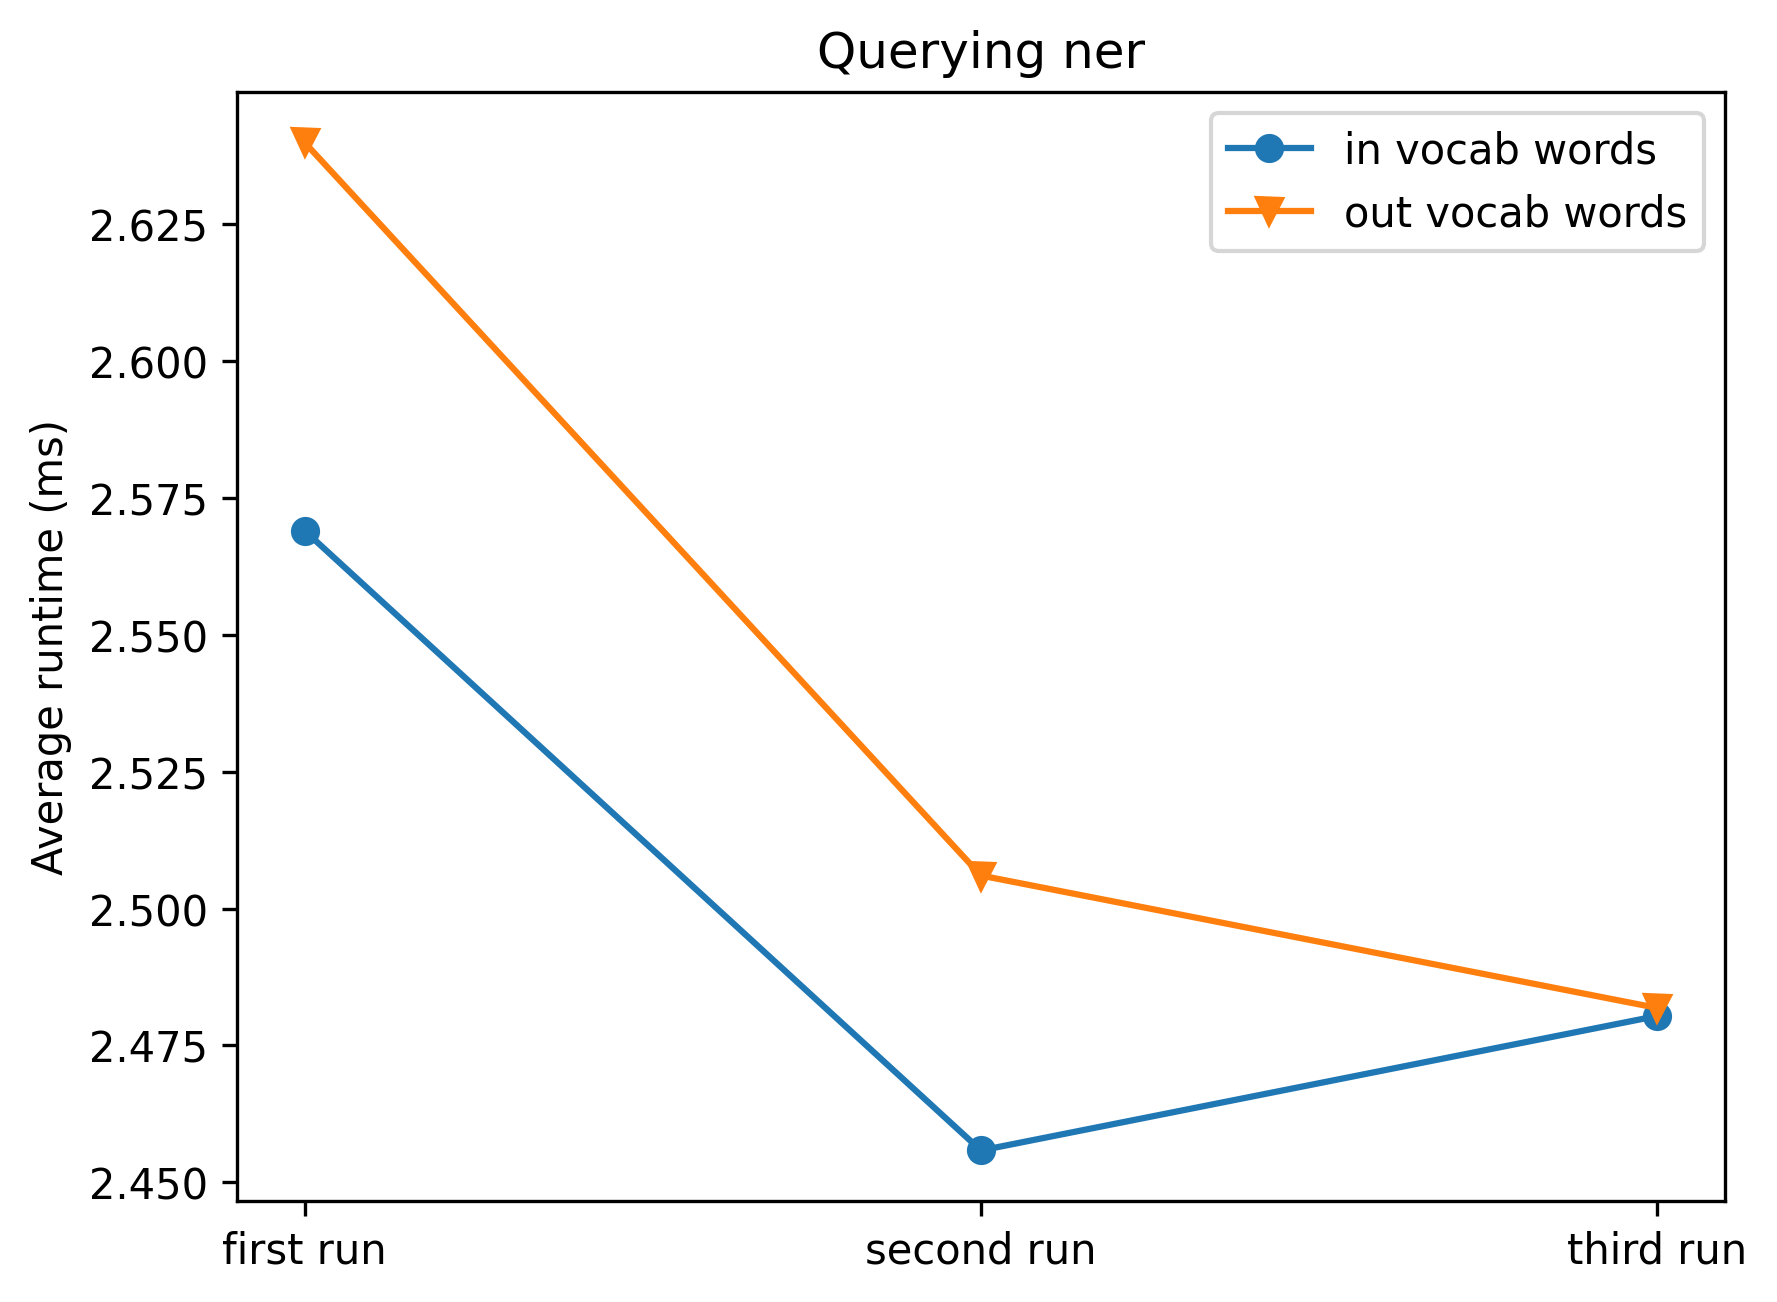 Querying ner
in vocab words
out vocab words
Average runtime (ms)
2.625
2.600
2.575
2.550
2.525
2.500
2.475
2.450
first run
second run
third run